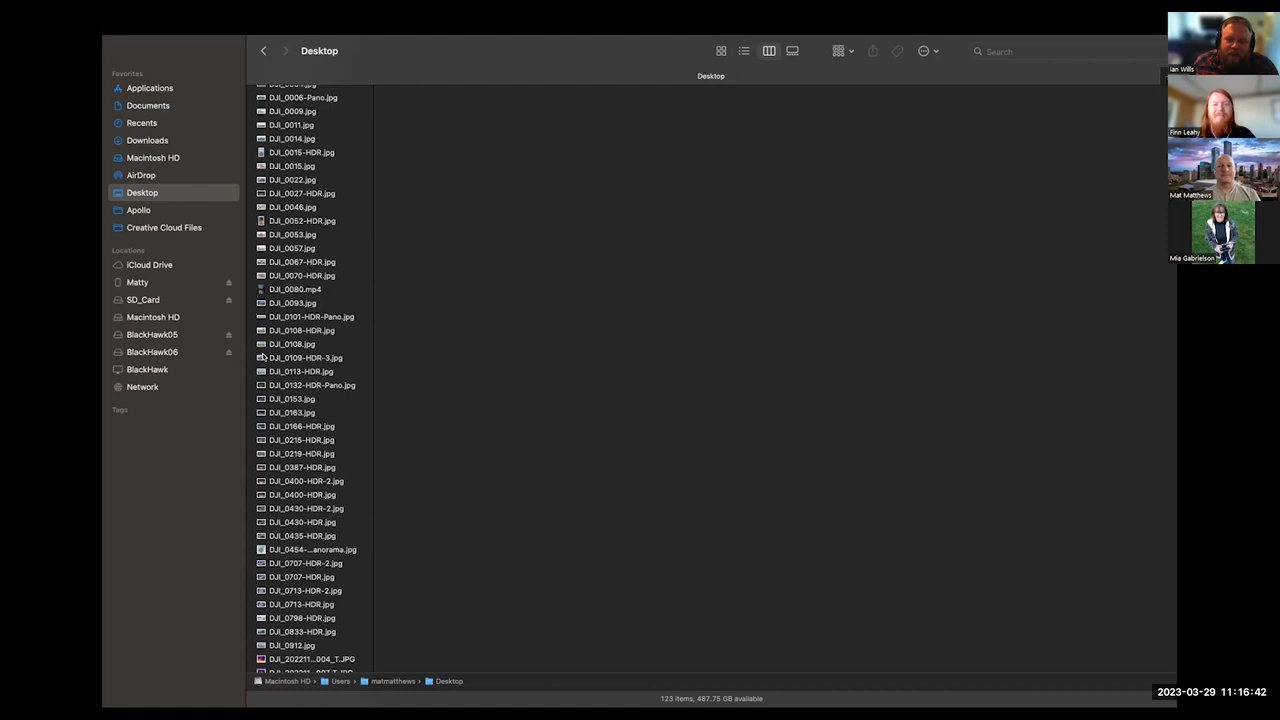 Desktop
Search
Desktop
Favorites
Applications
Documents
Recents
Downloads
Macintosh HD
AirDrop
Desktop
Apollo
Creative Cloud Files
Locations
iCloud Drive
Matty
SD_Card
Macintosh HD
BlackHawk05
BlackHawk06
BlackHawk
Network
Tags
DJI_0006-Pano.jpg
DJI_0009.jpg
DJI_0011.jpg
DJI_0014.jpg
DJI_0015-HDR.jpg
DJI_0015.jpg
DJI_0022.jpg
DJI_0027-HDR.jpg
DJI_0046.jpg
DJI_0052-HDR.jpg
DJI_0053.jpg
DJI_0057.jpg
DJI_0067-HDR.jpg
DJI_0070-HDR.jpg
DJI_0080.mp4
DJI_0093.jpg
DJI_0101-HDR-Pano.jpg
DJI_0108-HDR.jpg
DJI_0108.jpg
DJI_0109-HDR-3.jpg
DJI_0113-HDR.jpg
DJI_0132-HDR-Pano.jpg
DJI_0153.jpg
DJI_0163.jpg
DJI_0166-HDR.jpg
DJI_0215-HDR.jpg
DJI_0219-HDR.jpg
DJI_0387-HDR.jpg
DJI_0400-HDR-2.jpg
DJI_0400-HDR.jpg
DJI_0430-HDR-2.jpg
DJI_0430-HDR.jpg
DJI_0435-HDR.jpg
DJI_0454-...anorama.jpg
DJI_0707-HDR-2.jpg
DJI_0707-HDR.jpg
DJI_0713-HDR-2.jpg
DJI_0713-HDR.jpg
DJI_0798-HDR.jpg
DJI_0833-HDR.jpg
DJI_0912.jpg
DJI_202211...004_T.JPG
Macintosh HD › Users › matmatthews › Desktop
123 items, 487.75 GB available
Ian Wills
Finn Leahy
Mat Matthews
Mia Gabrielson
2023-03-29 11:16:42